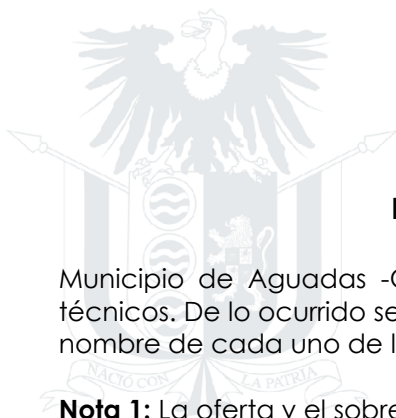 Municipio de Aguadas -
técnicos. De lo ocurrido se
nombre de cada uno de l
NACIÓ CON LA PATRIA
Nota 1: La oferta y el sobre